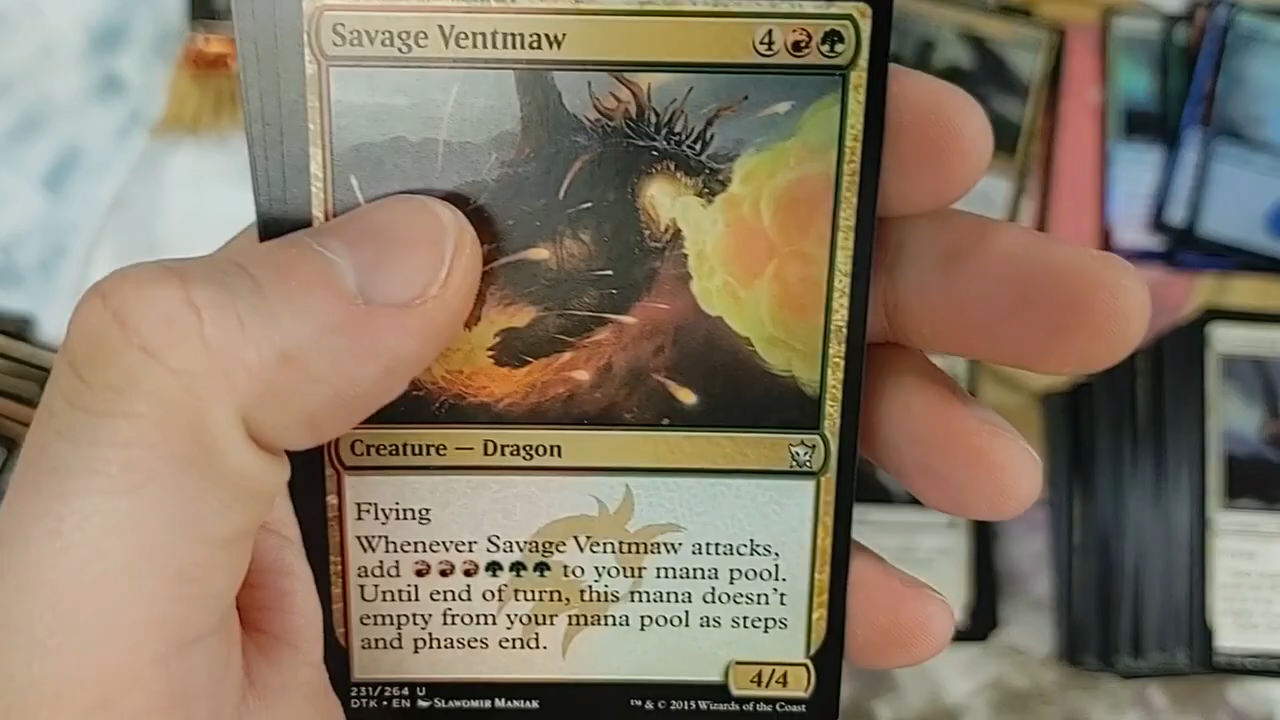 Savage Ventmaw 4
Creature — Dragon
Flying
Whenever Savage Ventmaw attacks,
add to your mana pool.
Until end of turn, this mana doesn't
empty from your mana pool as steps
and phases end.
4/4
231/264 U
DTK • EN Slawomir Maniak
™ & © 2015 Wizards of the Coast